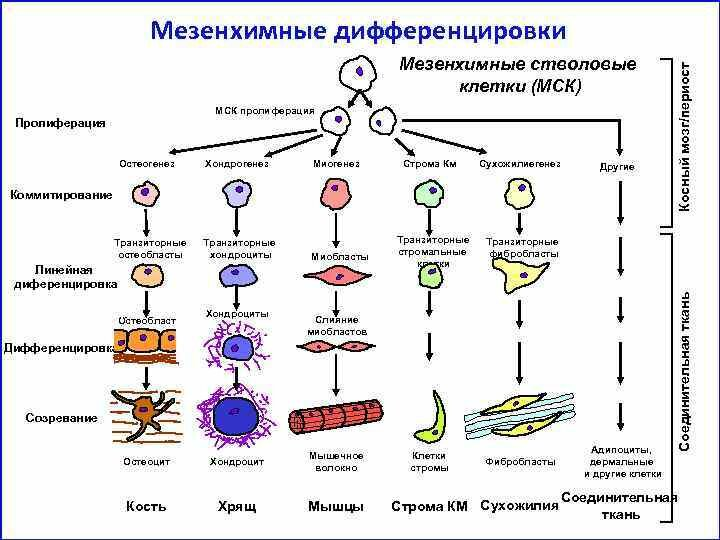 Мезенхимные дифференцировки
Мезенхимные стволовые
клетки (МСК)
МСК пролиферация
Пролиферация
Остеогенез
Хондрогенез
Миогенез
Строма Км
Сухожилиегенез
Другие
Косный мозг/периост
Коммитирование
Транзиторные
остеобласты
Транзиторные
хондроциты
Миобласты
Транзиторные
стромальные
клетки
Транзиторные
фибробласты
Линейная
диференцировка
Остеобласт
Хондроциты
Слияние
миобластов
Дифференцировка
Соединительная ткань
Созревание
Остеоцит
Хондроцит
Мышечное
волокно
Клетки
стромы
Фибробласты
Адипоциты,
дермальные
и другие клетки
Кость
Хрящ
Мышцы
Строма КМ
Сухожилия
Соединительная
ткань